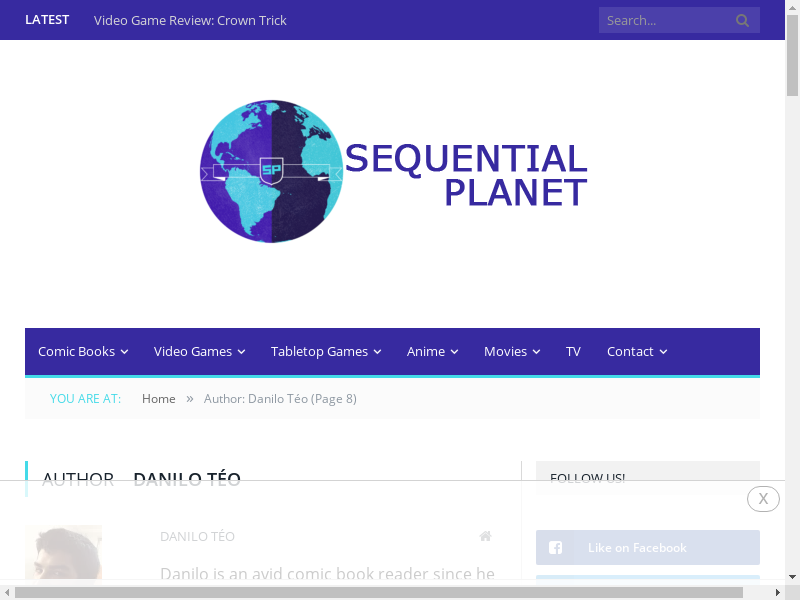 LATEST Video Game Review: Crown Trick Search...
SP
SEQUENTIAL
PLANET
Comic Books Video Games Tabletop Games Anime Movies TV Contact
YOU ARE AT: Home » Author: Danilo Téo (Page 8)
AUTHOR DANILO TÉO
FOLLOW US!
X
DANILO TÉO
Like on Facebook
Danilo is an avid comic book reader since he